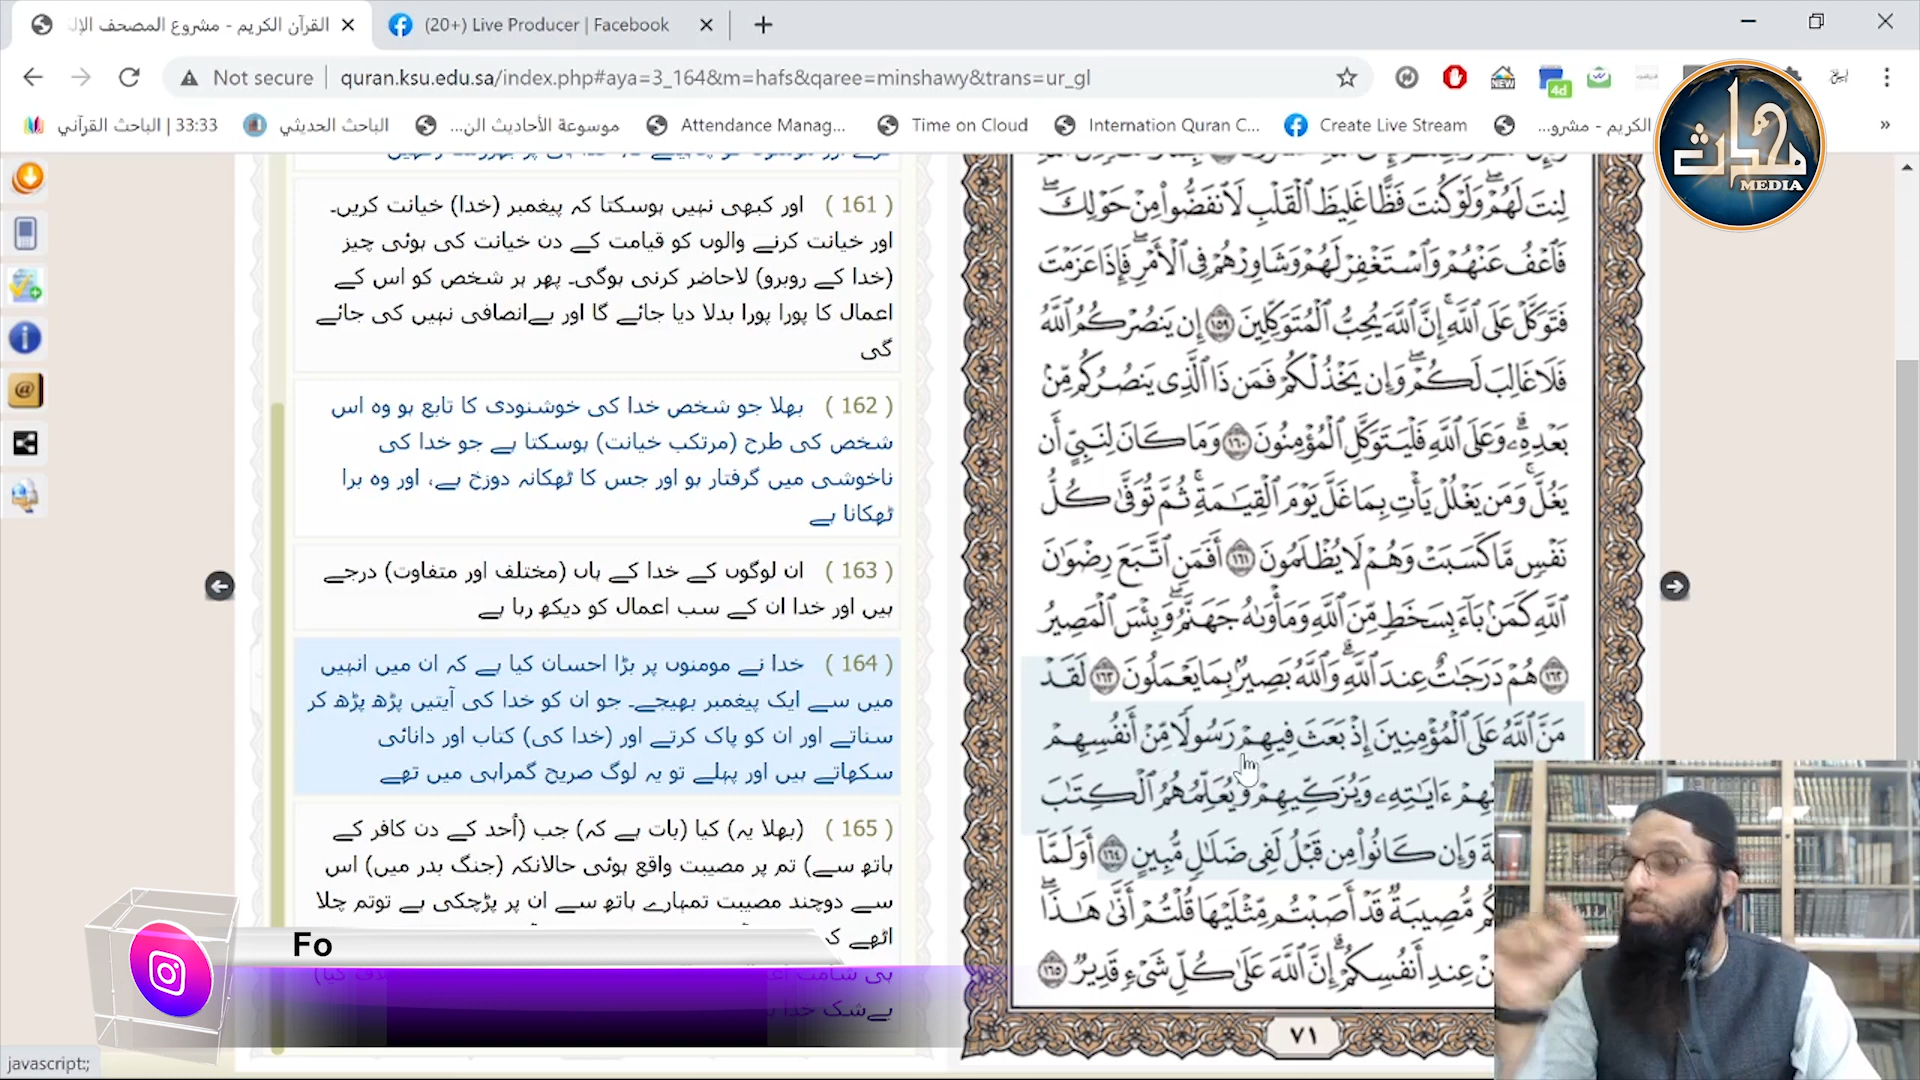 القرآن الكريم - مشروع المصحف الإل
(20+) Live Producer | Facebook
Not secure
quran.ksu.edu.sa/index.php#aya=3_164&m=hafs&qaree=minshawy&trans=ur_gl
NEW
4d
الباحث القرآني | 33:33
الباحث الحديثي
موسوعة الأحاديث الن...
Attendance Manag...
Time on Cloud
Internation Quran C...
Create Live Stream
الكريم - مشرو...
»
محدث
MEDIA
( 161 ) اور کبھی نہیں ہوسکتا کہ پیغمبر (خدا) خیانت کریں۔
اور خیانت کرنے والوں کو قیامت کے دن خیانت کی ہوئی چیز
(خدا کے روبرو) لاحاضر کرنی ہوگی۔ پھر ہر شخص کو اس کے
اعمال کا پورا پورا بدلا دیا جائے گا اور بےانصافی نہیں کی جائے
گی
( 162 ) بھلا جو شخص خدا کی خوشنودی کا تابع ہو وہ اس
شخص کی طرح (مرتکب خیانت) ہوسکتا ہے جو خدا کی
ناخوشی میں گرفتار ہو اور جس کا ٹھکانہ دوزخ ہے، اور وہ برا
ٹھکانا ہے
( 163 ) ان لوگوں کے خدا کے ہاں (مختلف اور متفاوت) درجے
ہیں اور خدا ان کے سب اعمال کو دیکھ رہا ہے
( 164 ) خدا نے مومنوں پر بڑا احسان کیا ہے کہ ان میں انہیں
میں سے ایک پیغمبر بھیجے۔ جو ان کو خدا کی آیتیں پڑھ پڑھ کر
سناتے اور ان کو پاک کرتے اور (خدا کی) کتاب اور دانائی
سکھاتے ہیں اور پہلے تو یہ لوگ صریح گمراہی میں تھے
( 165 ) (بھلا یہ) کیا (بات ہے کہ) جب (اُحد کے دن کافر کے
ہاتھ سے) تم پر مصیبت واقع ہوئی حالانکہ (جنگ بدر میں) اس
سے دوچند مصیبت تمہارے ہاتھ سے ان پر پڑچکی ہے توتم چلا
اٹھے
بےشک خدا
لِنتَ لَهُمْ ۖ وَلَوْ كُنتَ فَظًّا غَلِيظَ ٱلْقَلْبِ لَٱنفَضُّوا۟ مِنْ حَوْلِكَ ۖ
فَٱعْفُ عَنْهُمْ وَٱسْتَغْفِرْ لَهُمْ وَشَاوِرْهُمْ فِى ٱلْأَمْرِ ۖ فَإِذَا عَزَمْتَ
فَتَوَكَّلْ عَلَى ٱللَّهِ ۚ إِنَّ ٱللَّهَ يُحِبُّ ٱلْمُتَوَكِّلِينَ ١٥٩ إِن يَنصُرْكُمُ ٱللَّهُ
فَلَا غَالِبَ لَكُمْ ۖ وَإِن يَخْذُلْكُمْ فَمَن ذَا ٱلَّذِى يَنصُرُكُم مِّنۢ
بَعْدِهِۦ ۗ وَعَلَى ٱللَّهِ فَلْيَتَوَكَّلِ ٱلْمُؤْمِنُونَ ١٦٠ وَمَا كَانَ لِنَبِىٍّ أَن
يَغُلَّ ۚ وَمَن يَغْلُلْ يَأْتِ بِمَا غَلَّ يَوْمَ ٱلْقِيَٰمَةِ ۚ ثُمَّ تُوَفَّىٰ كُلُّ
نَفْسٍ مَّا كَسَبَتْ وَهُمْ لَا يُظْلَمُونَ ١٦١ أَفَمَنِ ٱتَّبَعَ رِضْوَٰنَ
ٱللَّهِ كَمَنۢ بَآءَ بِسَخَطٍ مِّنَ ٱللَّهِ وَمَأْوَىٰهُ جَهَنَّمُ ۚ وَبِئْسَ ٱلْمَصِيرُ
١٦٢ هُمْ دَرَجَٰتٌ عِندَ ٱللَّهِ ۗ وَٱللَّهُ بَصِيرٌۢ بِمَا يَعْمَلُونَ ١٦٣ لَقَدْ
مَنَّ ٱللَّهُ عَلَى ٱلْمُؤْمِنِينَ إِذْ بَعَثَ فِيهِمْ رَسُولًا مِّنْ أَنفُسِهِمْ
ءَايَٰتِهِۦ وَيُزَكِّيهِمْ وَيُعَلِّمُهُمُ ٱلْكِتَٰبَ
وَإِن كَانُوا۟ مِن قَبْلُ لَفِى ضَلَٰلٍ مُّبِينٍ ١٦٤ أَوَلَمَّآ
مُّصِيبَةٌ قَدْ أَصَبْتُم مِّثْلَيْهَا قُلْتُمْ أَنَّىٰ هَٰذَا ۖ
عِندِ أَنفُسِكُمْ ۗ إِنَّ ٱللَّهَ عَلَىٰ كُلِّ شَىْءٍ قَدِيرٌ ١٦٥
٧١
Fo
javascript:;